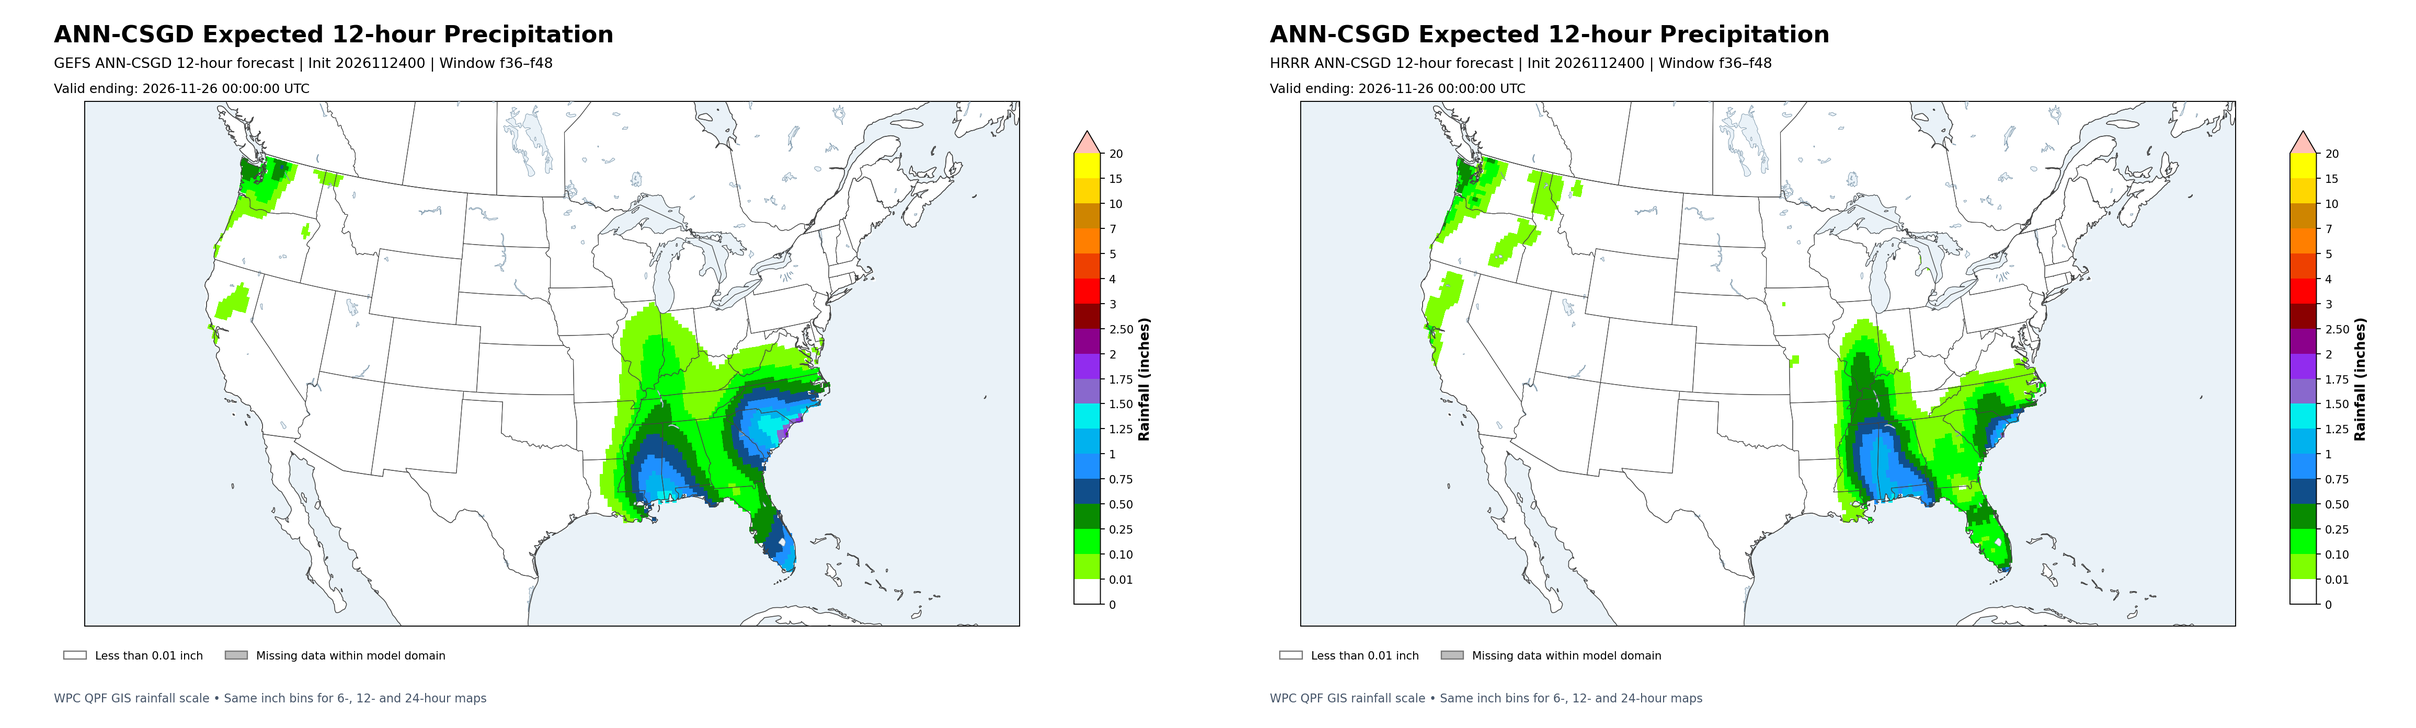 ANN-CSGD Expected 12-hour Precipitation
GEFS ANN-CSGD 12-hour forecast | Init 2026112400 | Window f36–f48
Valid ending: 2026-11-26 00:00:00 UTC
20
15
10
7
5
4
3
2.50
2
1.75
1.50
1.25
1
0.75
0.50
0.25
0.10
0.01
0
Rainfall (inches)
Less than 0.01 inch
Missing data within model domain
WPC QPF GIS rainfall scale • Same inch bins for 6-, 12- and 24-hour maps
ANN-CSGD Expected 12-hour Precipitation
HRRR ANN-CSGD 12-hour forecast | Init 2026112400 | Window f36–f48
Valid ending: 2026-11-26 00:00:00 UTC
20
15
10
7
5
4
3
2.50
2
1.75
1.50
1.25
1
0.75
0.50
0.25
0.10
0.01
0
Rainfall (inches)
Less than 0.01 inch
Missing data within model domain
WPC QPF GIS rainfall scale • Same inch bins for 6-, 12- and 24-hour maps